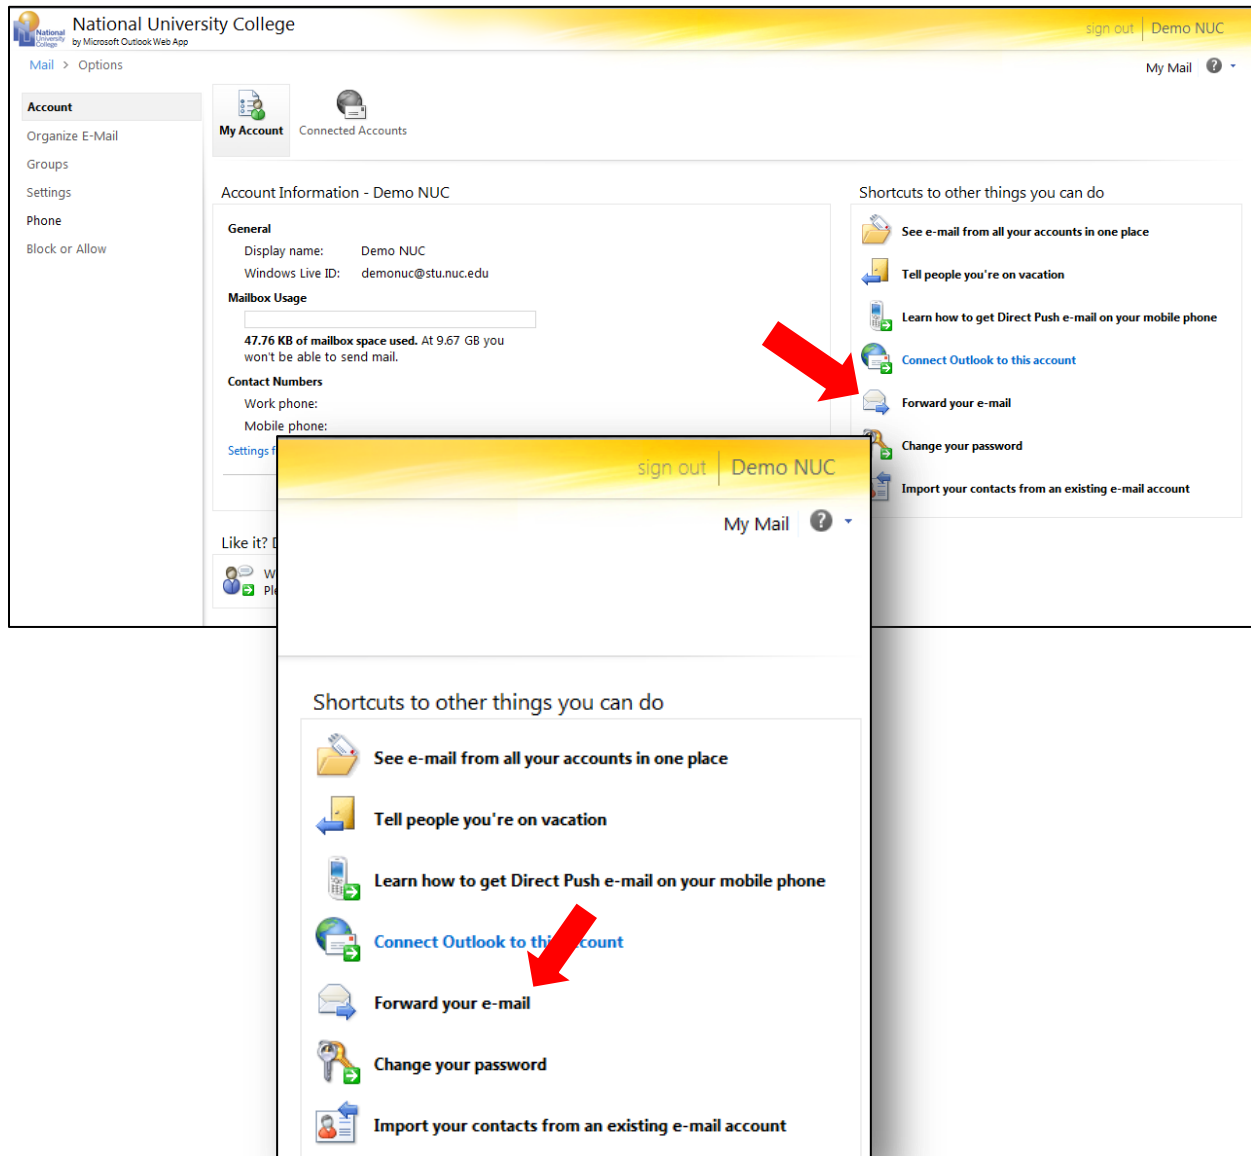 National University College
National University College
by Microsoft Outlook Web App
sign out | Demo NUC
Mail > Options
My Mail
Account
Organize E-Mail
Groups
Settings
Phone
Block or Allow
My Account
Connected Accounts
Account Information - Demo NUC
General
Display name: Demo NUC
Windows Live ID: demonuc@stu.nuc.edu
Mailbox Usage
47.76 KB of mailbox space used. At 9.67 GB you
won't be able to send mail.
Contact Numbers
Work phone:
Mobile phone:
Settings
Like it?
Shortcuts to other things you can do
See e-mail from all your accounts in one place
Tell people you're on vacation
Learn how to get Direct Push e-mail on your mobile phone
Connect Outlook to this account
Forward your e-mail
Change your password
Import your contacts from an existing e-mail account
sign out | Demo NUC
My Mail
Shortcuts to other things you can do
See e-mail from all your accounts in one place
Tell people you're on vacation
Learn how to get Direct Push e-mail on your mobile phone
Connect Outlook to this account
Forward your e-mail
Change your password
Import your contacts from an existing e-mail account